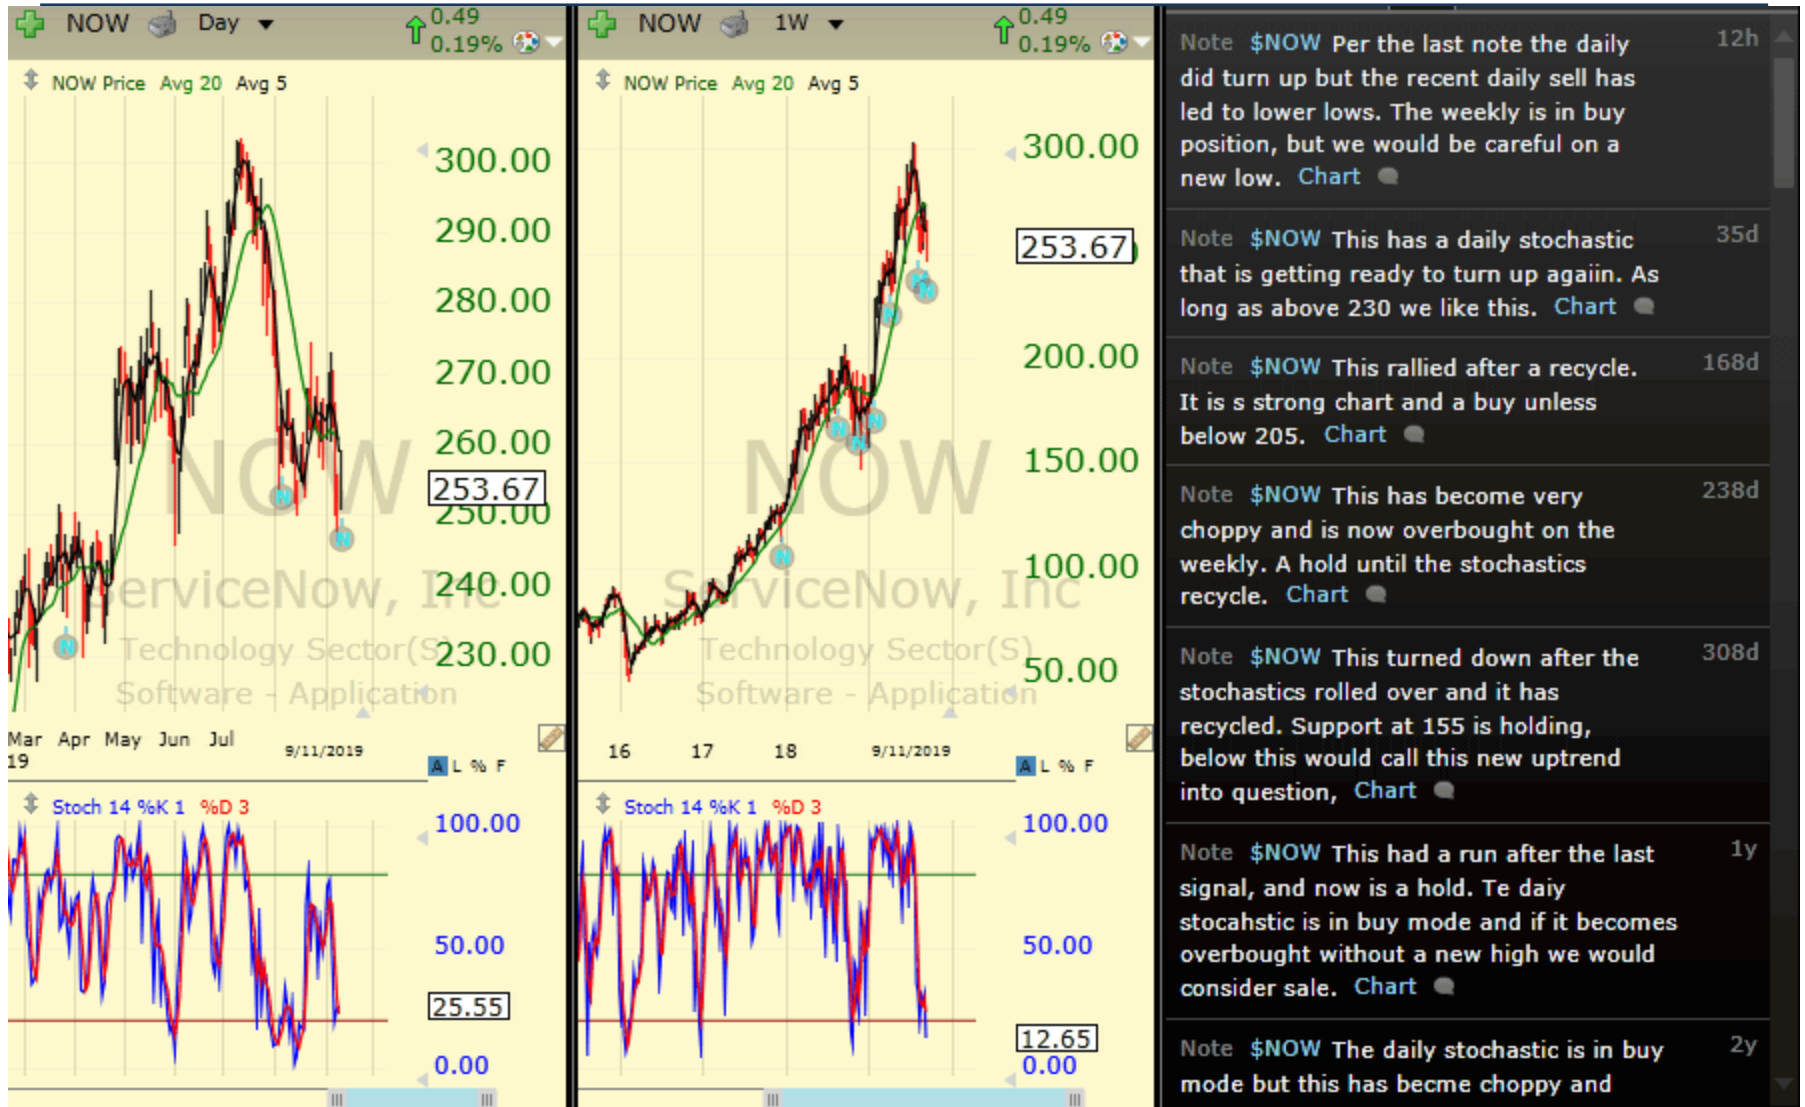 NOW Day 0.49
0.19%
NOW Price Avg 20 Avg 5
300.00
290.00
280.00
270.00
260.00
253.67
250.00
240.00
230.00
NOW
ServiceNow, Inc
Technology Sector(S)
Software - Application
N
N
N
Mar Apr May Jun Jul 9/11/2019
19
A L % F
Stoch 14 %K 1 %D 3
100.00
50.00
25.55
0.00
NOW 1W 0.49
0.19%
NOW Price Avg 20 Avg 5
300.00
253.67
200.00
150.00
100.00
50.00
NOW
ServiceNow, Inc
Technology Sector(S)
Software - Application
N
N
N
N
N
N
N
16 17 18 9/11/2019
A L % F
Stoch 14 %K 1 %D 3
100.00
50.00
12.65
0.00
Note $NOW Per the last note the daily 12h
did turn up but the recent daily sell has
led to lower lows. The weekly is in buy
position, but we would be careful on a
new low. Chart
Note $NOW This has a daily stochastic 35d
that is getting ready to turn up agaiin. As
long as above 230 we like this. Chart
Note $NOW This rallied after a recycle. 168d
It is s strong chart and a buy unless
below 205. Chart
Note $NOW This has become very 238d
choppy and is now overbought on the
weekly. A hold until the stochastics
recycle. Chart
Note $NOW This turned down after the 308d
stochastics rolled over and it has
recycled. Support at 155 is holding,
below this would call this new uptrend
into question, Chart
Note $NOW This had a run after the last 1y
signal, and now is a hold. Te daiy
stocahstic is in buy mode and if it becomes
overbought without a new high we would
consider sale. Chart
Note $NOW The daily stochastic is in buy 2y
mode but this has becme choppy and